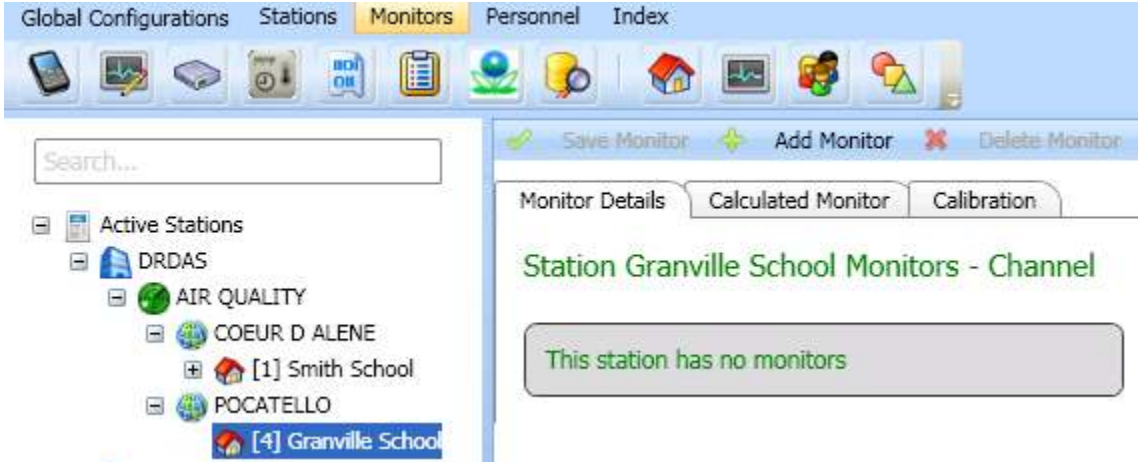 Global Configurations Stations Monitors Personnel Index
Save Monitor Add Monitor Delete Monitor
Search...
Monitor Details Calculated Monitor Calibration
Active Stations
DRDAS
Station Granville School Monitors - Channel
AIR QUALITY
COEUR D ALENE
This station has no monitors
[1] Smith School
POCATELLO
[4] Granville School